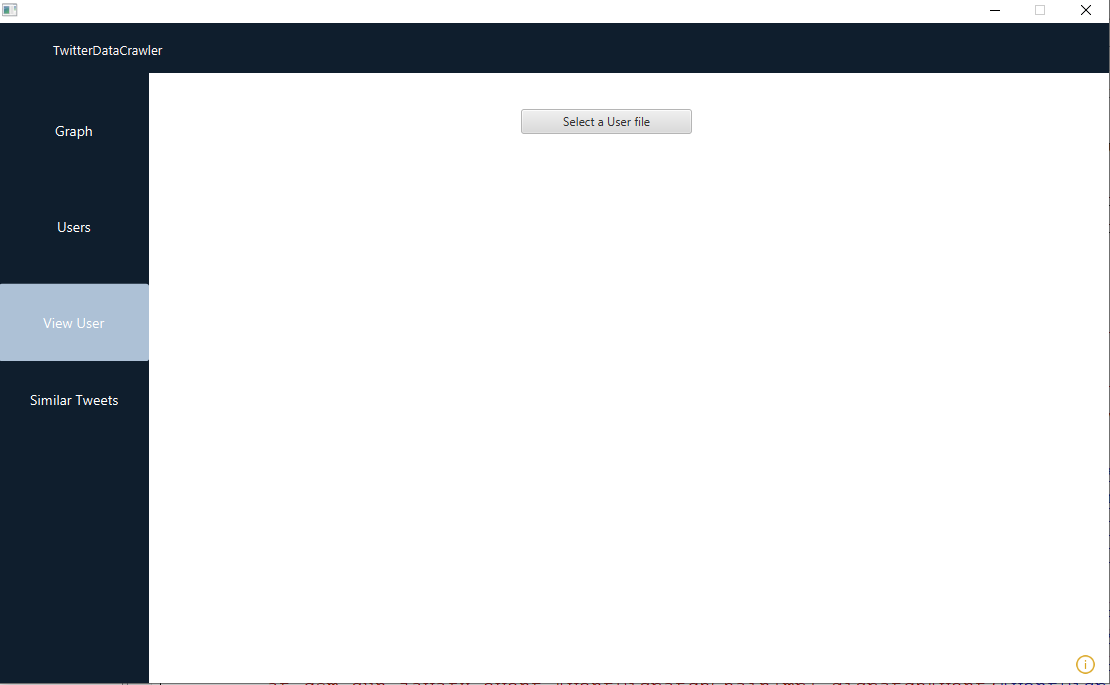 TwitterDataCrawler
Graph
Select a User file
Users
View User
Similar Tweets